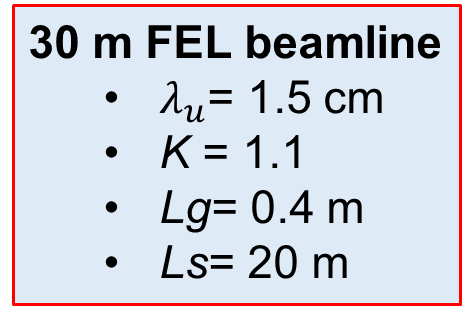 30 m FEL beamline
• λu= 1.5 cm
• K = 1.1
• Lg= 0.4 m
• Ls= 20 m